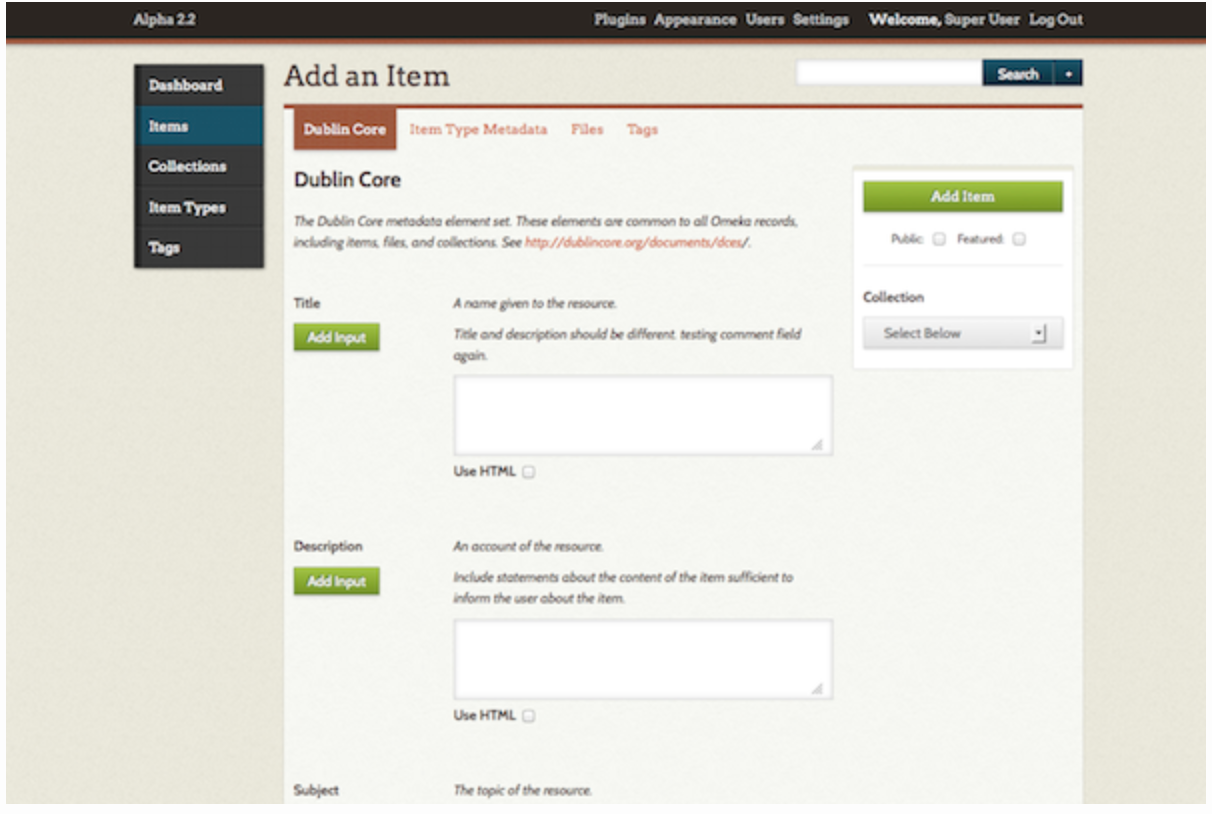 Alpha 2.2
Plugins Appearance Users Settings Welcome, Super User Log Out
Dashboard
Items
Collections
Item Types
Tags
Add an Item
Search
Dublin Core Item Type Metadata Files Tags
Dublin Core
The Dublin Core metadata element set. These elements are common to all Omeka records,
including items, files, and collections. See http://dublincore.org/documents/dces/.
Title
Add Input
A name given to the resource.
Title and description should be different. testing comment field
again.
Use HTML
Description
Add Input
An account of the resource.
Include statements about the content of the item sufficient to
inform the user about the item.
Use HTML
Subject
The topic of the resource.
Add Item
Public: Featured:
Collection
Select Below